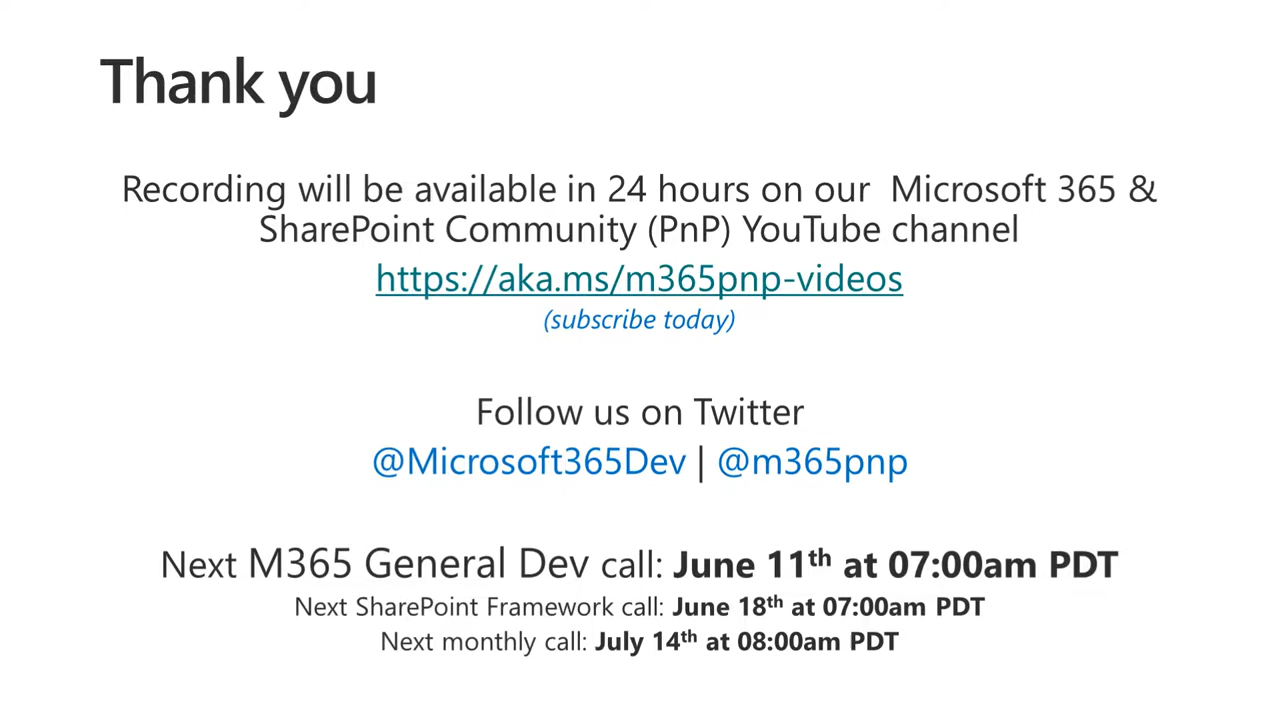 Thank you
Recording will be available in 24 hours on our  Microsoft 365 &
SharePoint Community (PnP) YouTube channel
https://aka.ms/m365pnp-videos
(subscribe today)
Follow us on Twitter
@Microsoft365Dev | @m365pnp
Next M365 General Dev call: June 11th at 07:00am PDT
Next SharePoint Framework call: June 18th at 07:00am PDT
Next monthly call: July 14th at 08:00am PDT